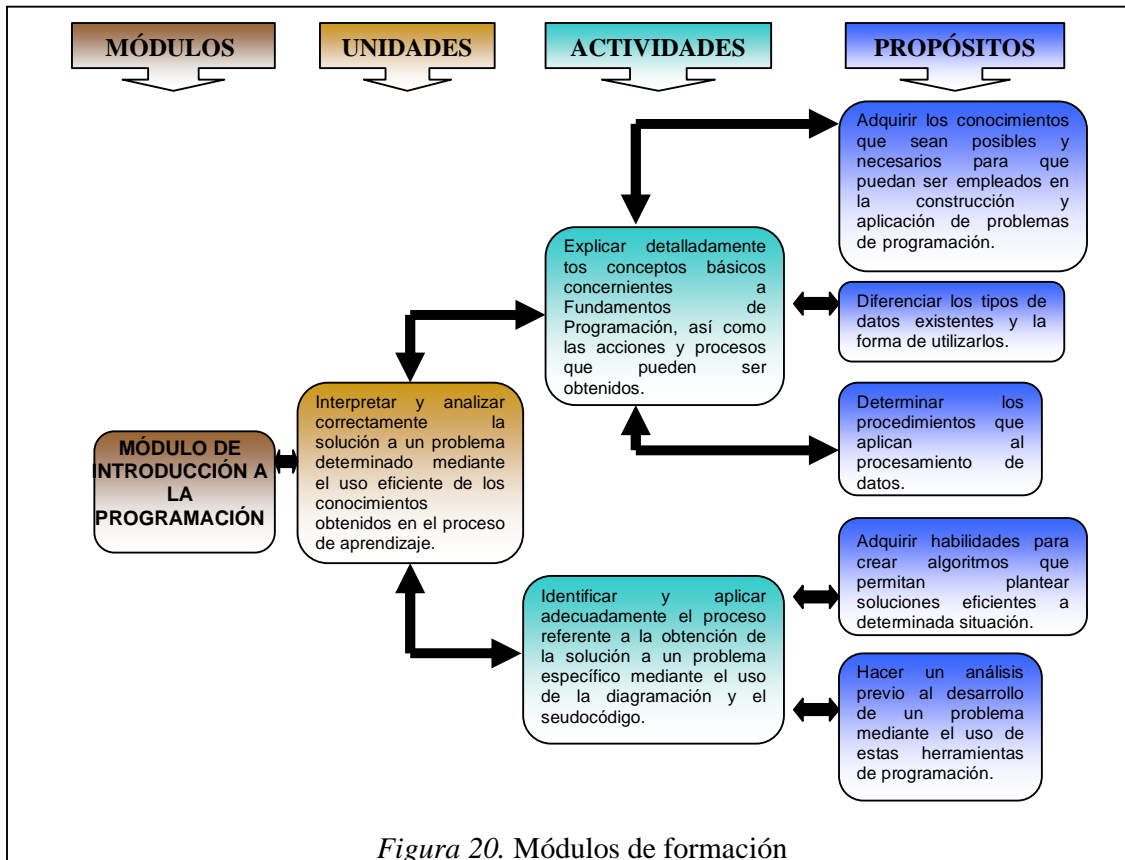 MÓDULOS
UNIDADES
ACTIVIDADES
PROPÓSITOS
MÓDULO DE
INTRODUCCIÓN A
LA
PROGRAMACIÓN
Interpretar y analizar
correctamente la
solución a un problema
determinado mediante
el uso eficiente de los
conocimientos
obtenidos en el proceso
de aprendizaje.
Explicar detalladamente
tos conceptos básicos
concernientes a
Fundamentos de
Programación, así como
las acciones y procesos
que pueden ser
obtenidos.
Identificar y aplicar
adecuadamente el proceso
referente a la obtención de
la solución a un problema
específico mediante el uso
de la diagramación y el
seudocódigo.
Adquirir los conocimientos
que sean posibles y
necesarios para que
puedan ser empleados en
la construcción y
aplicación de problemas
de programación.
Diferenciar los tipos de
datos existentes y la
forma de utilizarlos.
Determinar los
procedimientos que
aplican al
procesamiento de
datos.
Adquirir habilidades para
crear algoritmos que
permitan plantear
soluciones eficientes a
determinada situación.
Hacer un análisis
previo al desarrollo
de un problema
mediante el uso de
estas herramientas
de programación.
Figura 20. Módulos de formación